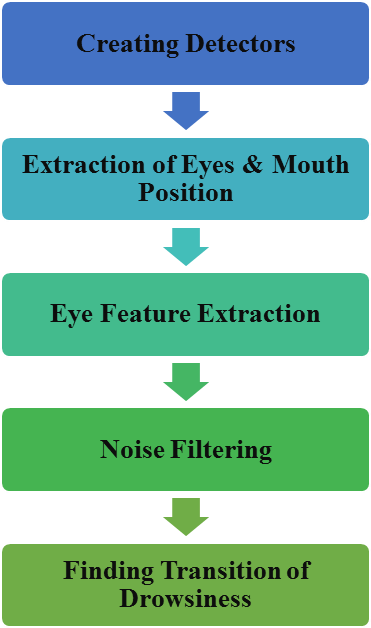 Creating Detectors
Extraction of Eyes & Mouth
Position
Eye Feature Extraction
Noise Filtering
Finding Transition of
Drowsiness